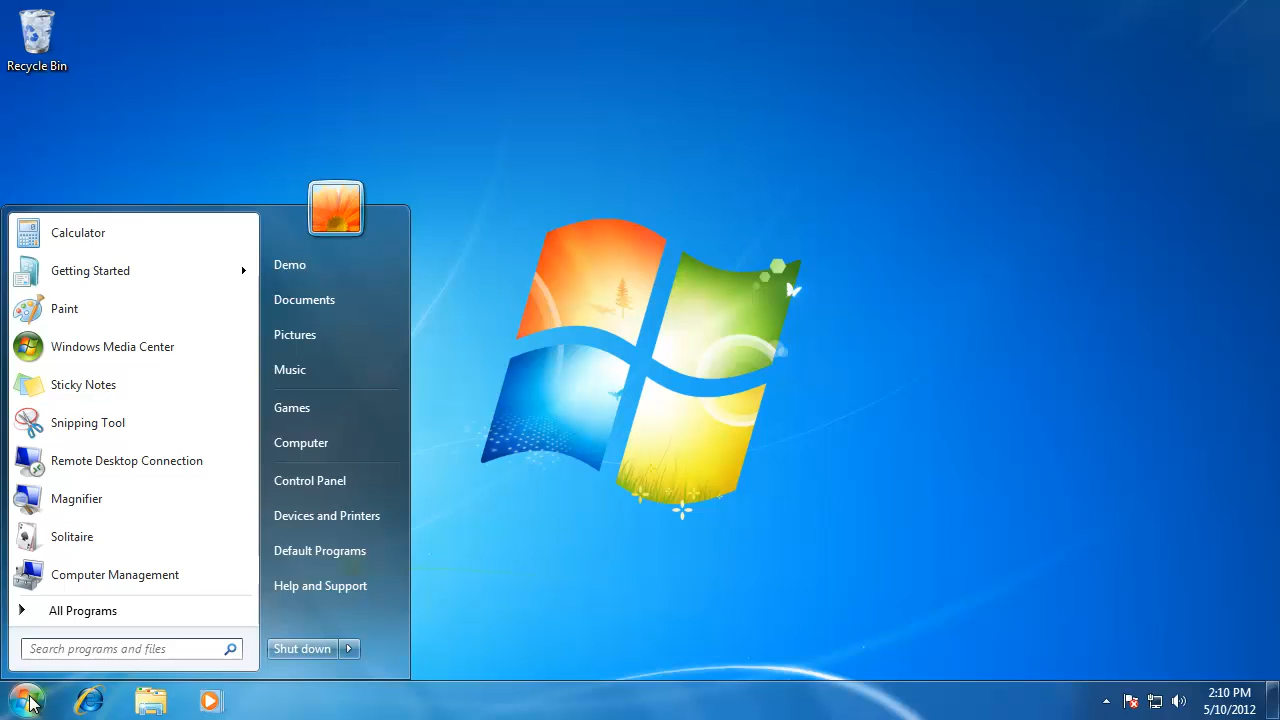 Recycle Bin
Calculator
Getting Started
Paint
Windows Media Center
Sticky Notes
Snipping Tool
Remote Desktop Connection
Magnifier
Solitaire
Computer Management
All Programs
Search programs and files
Demo
Documents
Pictures
Music
Games
Computer
Control Panel
Devices and Printers
Default Programs
Help and Support
Shut down
2:10 PM
5/10/2012